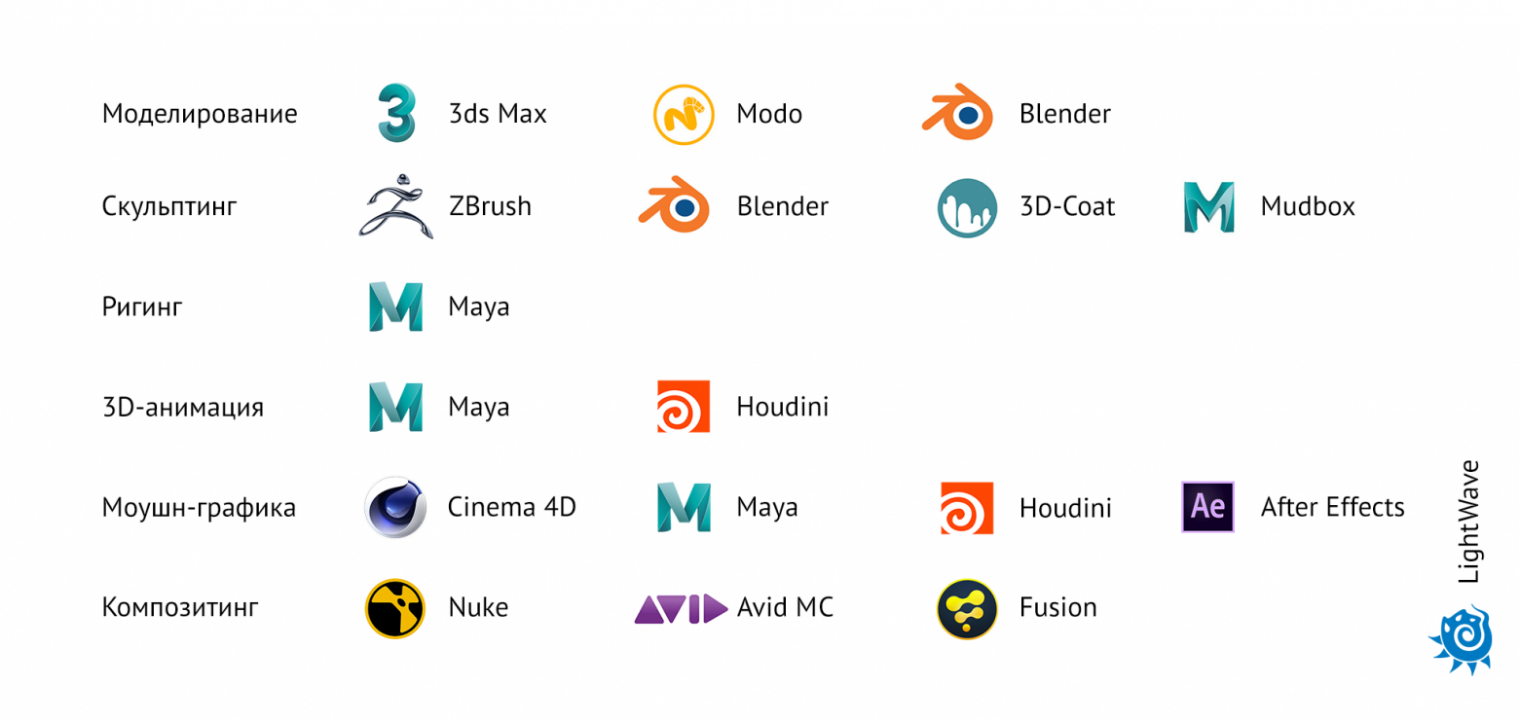 Моделирование 3ds Max Modo Blender
Скульптинг ZBrush Blender 3D-Coat Mudbox
Ригинг Maya
3D-анимация Maya Houdini
Моушн-графика Cinema 4D Maya Houdini Ae After Effects
Композитинг Nuke AVID Avid MC Fusion
LightWave